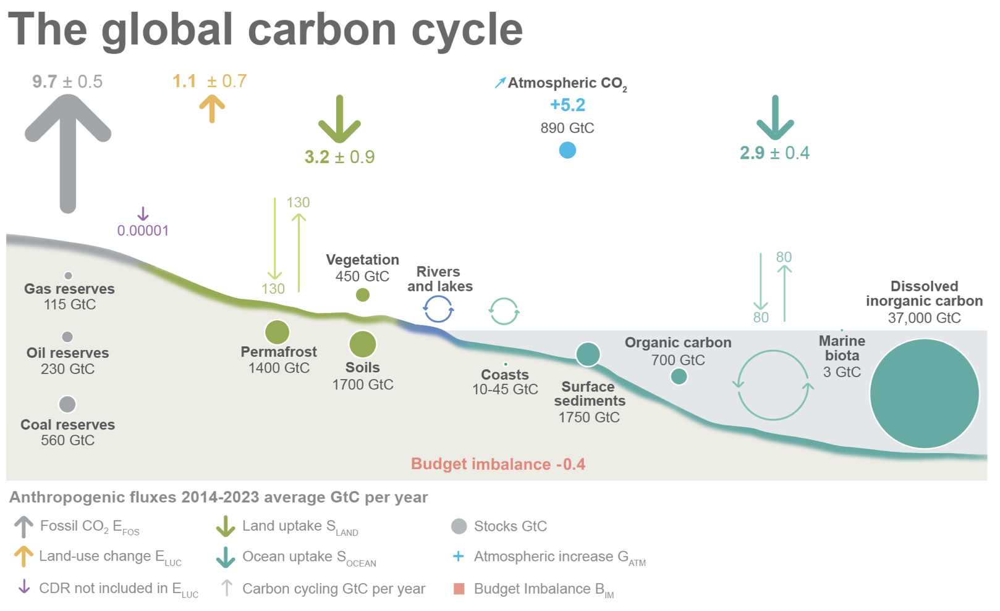 The global carbon cycle
9.7 ± 0.5
1.1 ± 0.7
3.2 ± 0.9
Atmospheric CO2
+5.2
890 GtC
2.9 ± 0.4
0.00001
130
130
Vegetation
450 GtC
Rivers
and lakes
80
80
Dissolved
inorganic carbon
37,000 GtC
Gas reserves
115 GtC
Oil reserves
230 GtC
Coal reserves
560 GtC
Permafrost
1400 GtC
Soils
1700 GtC
Coasts
10-45 GtC
Surface
sediments
1750 GtC
Organic carbon
700 GtC
Marine
biota
3 GtC
Budget imbalance -0.4
Anthropogenic fluxes 2014-2023 average GtC per year
Fossil CO2 EFOS
Land uptake SLAND
Stocks GtC
Land-use change ELUC
Ocean uptake SOCEAN
+ Atmospheric increase GATM
CDR not included in ELUC
Carbon cycling GtC per year
Budget Imbalance BIM